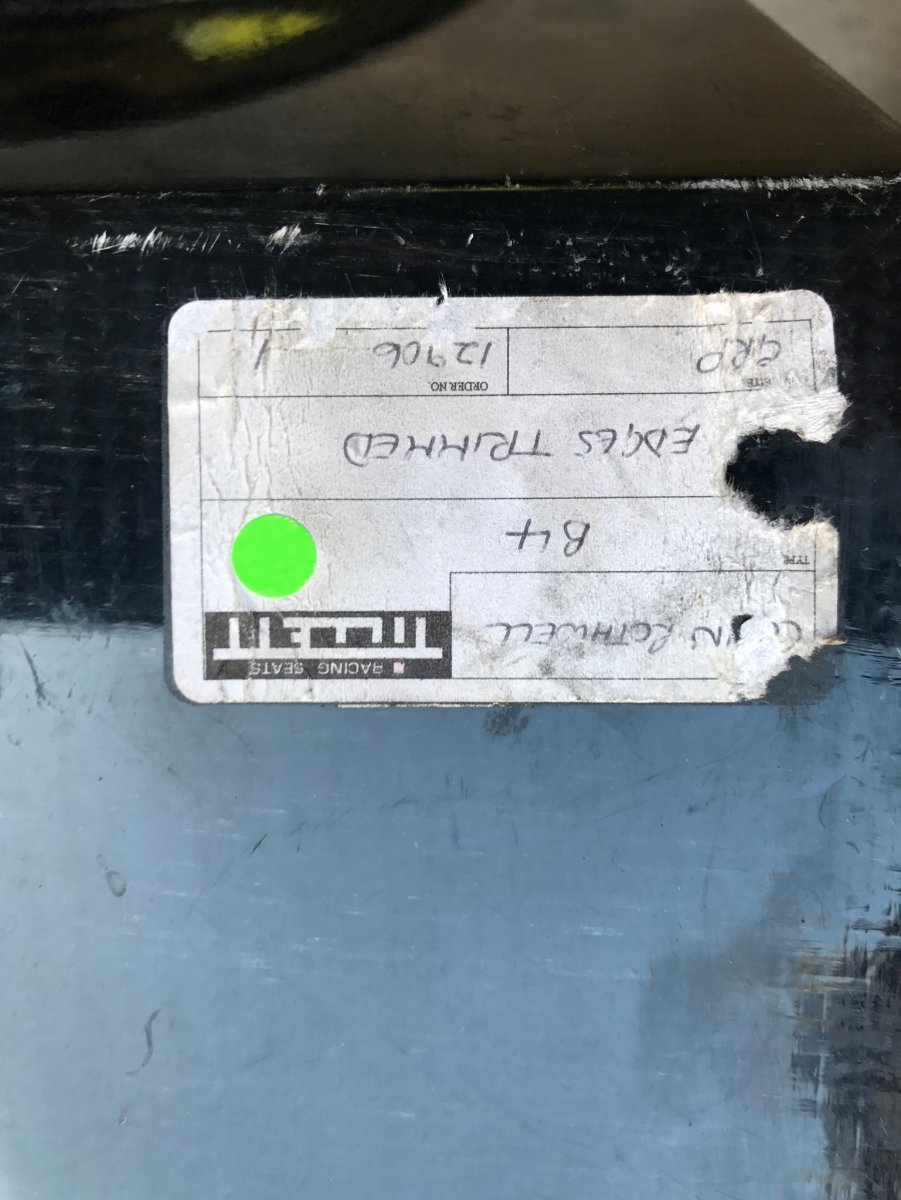 RACING SEATS
TILLETT
ROTHWELL
TYPE
B4
EDGES TRIMMED
GRP
ORDER NO
12906
1